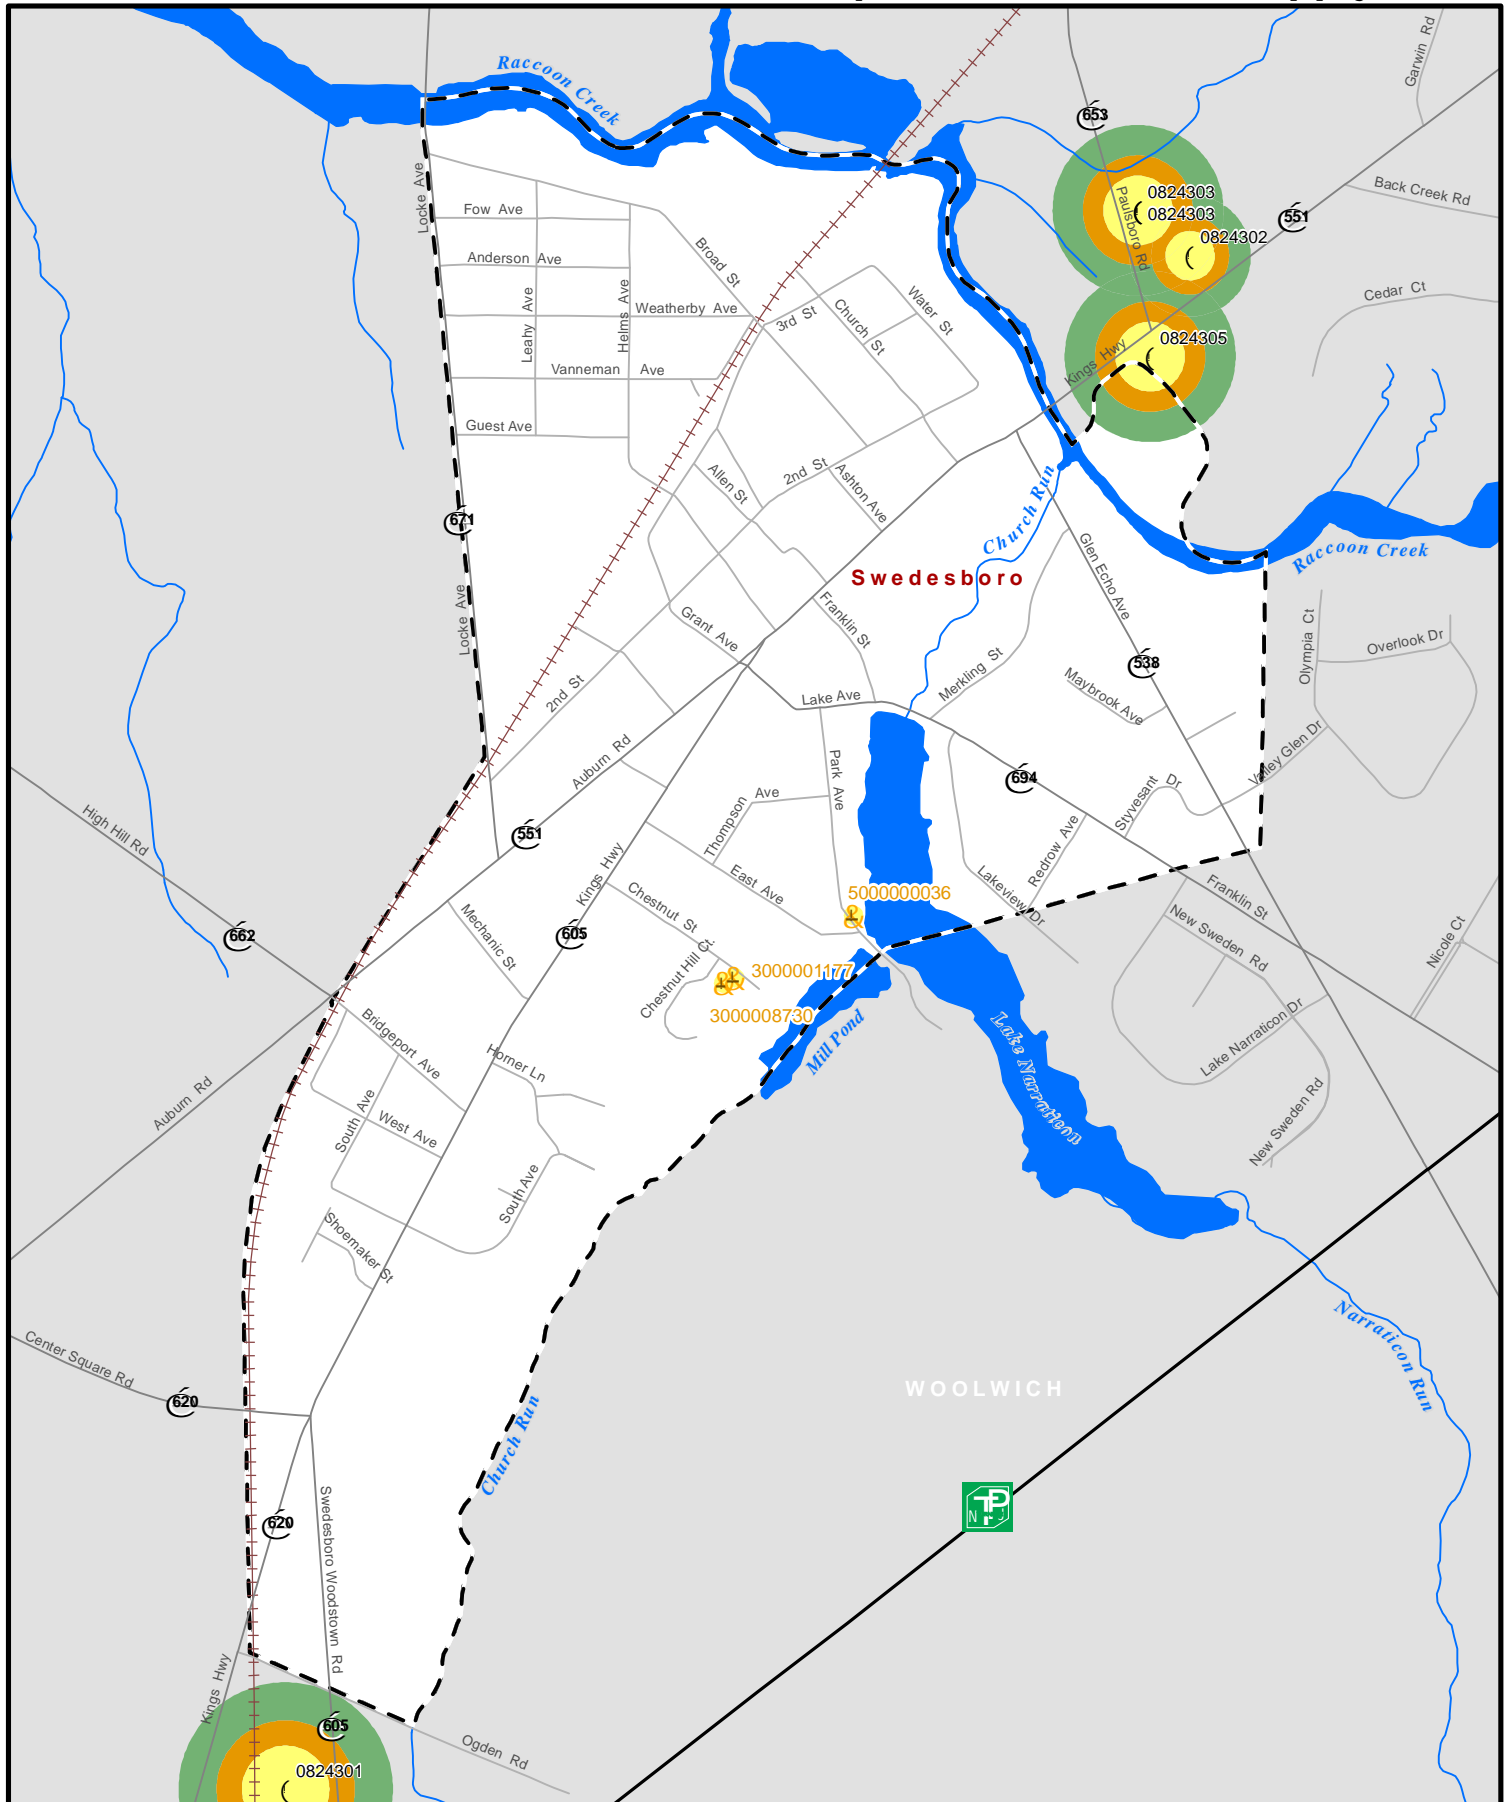 Raccoon Creek
Garwin Rd
653
Locke Ave
Fow Ave
Paulsboro Rd
0824303
0824303
Back Creek Rd
551
0824302
Anderson Ave
Broad St
Leahy Ave
Helms Ave
Weatherby Ave
3rd St
Church St
Water St
Cedar Ct
0824305
Kings Hwy
Vanneman Ave
Guest Ave
Allen St
2nd St
Ashton Ave
Church Run
671
Glen Echo Ave
Raccoon Creek
Swedesboro
Locke Ave
Grant Ave
Franklin St
Olympia Ct
Overlook Dr
538
Merkling St
Maybrook Ave
2nd St
Lake Ave
Auburn Rd
Park Ave
694
Valley Glen Dr
Styvesant Dr
High Hill Rd
551
Thompson Ave
Kings Hwy
East Ave
Redrow Ave
Lakeview Dr
Franklin St
5000000036
Chestnut St
Mechanic St
662
605
New Sweden Rd
Nicole Ct
Chestnut Hill Ct
3000001177
3000008730
Mill Pond
Lake Narraticon
Lake Narraticon Dr
Bridgeport Ave
Horner Ln
Auburn Rd
South Ave
West Ave
New Sweden Rd
South Ave
Shoemaker St
Narraticon Run
Center Square Rd
620
WOOLWICH
Church Run
620
Swedesboro Woodstown Rd
Kings Hwy
605
Ogden Rd
0824301